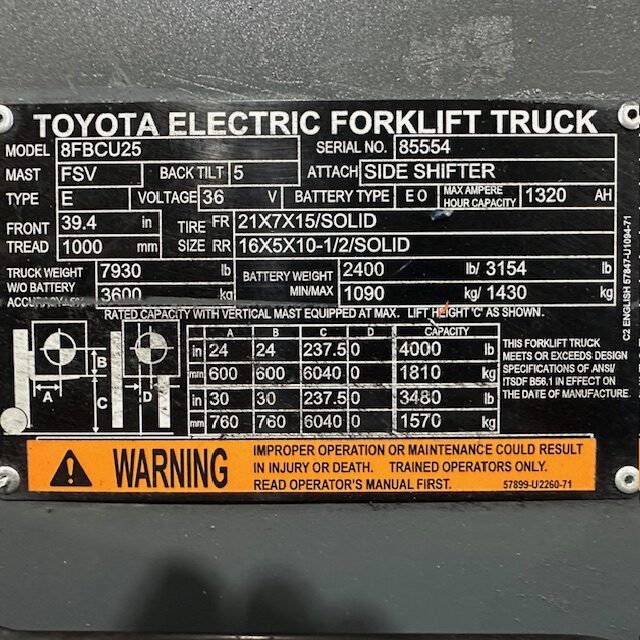 TOYOTA ELECTRIC FORKLIFT TRUCK
MODEL 8FBCU25 SERIAL NO. 85554
MAST FSV BACK TILT 5 ATTACH SIDE SHIFTER
TYPE E VOLTAGE 36 V BATTERY TYPE E O MAX AMPERE HOUR CAPACITY 1320 AH
FRONT TREAD 39.4 in 1000 mm
TIRE SIZE FR 21X7X15/SOLID
RR 16X5X10-1/2/SOLID
TRUCK WEIGHT W/O BATTERY ACCURACY±5% 7930 lb 3600 kg
BATTERY WEIGHT MIN/MAX 2400 lb/ 3154 lb
1090 kg/ 1430 kg
RATED CAPACITY WITH VERTICAL MAST EQUIPPED AT MAX. LIFT HEIGHT 'C' AS SHOWN.
A B C D CAPACITY
in 24 24 237.5 0 4000 lb
mm 600 600 6040 0 1810 kg
in 30 30 237.5 0 3480 lb
mm 760 760 6040 0 1570 kg
A B C D
THIS FORKLIFT TRUCK
MEETS OR EXCEEDS DESIGN
SPECIFICATIONS OF ANSI/
ITSDF B56.1 IN EFFECT ON
THE DATE OF MANUFACTURE.
C2 ENGLISH 57847-U1094-71
WARNING
IMPROPER OPERATION OR MAINTENANCE COULD RESULT
IN INJURY OR DEATH. TRAINED OPERATORS ONLY.
READ OPERATOR'S MANUAL FIRST. 57899-U2260-71